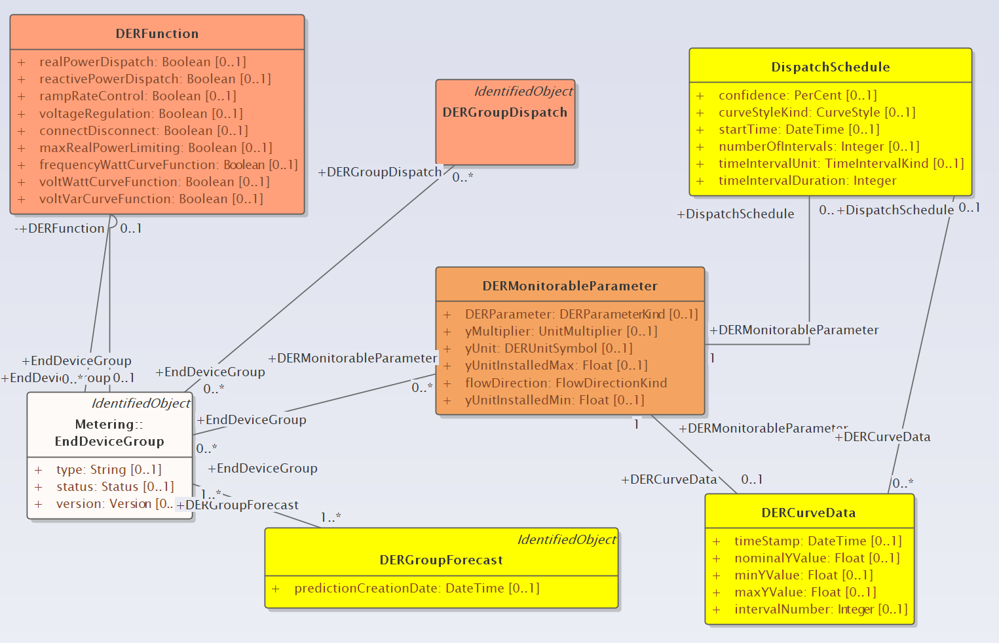 DERFunction
+ realPowerDispatch: Boolean [0..1]
+ reactivePowerDispatch: Boolean [0..1]
+ rampRateControl: Boolean [0..1]
+ voltageRegulation: Boolean [0..1]
+ connectDisconnect: Boolean [0..1]
+ maxRealPowerLimiting: Boolean [0..1]
+ frequencyWattCurveFunction: Boolean [0..1]
+ voltWattCurveFunction: Boolean [0..1]
+ voltVarCurveFunction: Boolean [0..1]
IdentifiedObject
DERGroupDispatch
DispatchSchedule
+ confidence: PerCent [0..1]
+ curveStyleKind: CurveStyle [0..1]
+ startTime: DateTime [0..1]
+ numberOfIntervals: Integer [0..1]
+ timeIntervalUnit: TimeIntervalKind [0..1]
+ timeIntervalDuration: Integer
+DERGroupDispatch
0..*
-+DERFunction 0..1
+DispatchSchedule
0..
+DispatchSchedule 0..1
DERMonitorableParameter
+ DERParameter: DERParameterKind [0..1]
+ yMultiplier: UnitMultiplier [0..1]
+ yUnit: DERUnitSymbol [0..1]
+ yUnitInstalledMax: Float [0..1]
+ flowDirection: FlowDirectionKind
+ yUnitInstalledMin: Float [0..1]
+DERMonitorableParameter
1
+EndDeviceGroup
0..*
0..1
+EndDeviceGroup
0..*
+DERMonitorableParameter
0..*
+EndDeviceGroup
0..*
IdentifiedObject
Metering::
EndDeviceGroup
+ type: String [0..1]
+ status: Status [0..1]
+ version: Version [0..
+EndDeviceGroup
1..*
+DERGroupForecast
1..*
1
+DERMonitorableParameter
+DERCurveData
+DERCurveData 0..1
0..*
IdentifiedObject
DERGroupForecast
+ predictionCreationDate: DateTime [0..1]
DERCurveData
+ timeStamp: DateTime [0..1]
+ nominalYValue: Float [0..1]
+ minYValue: Float [0..1]
+ maxYValue: Float [0..1]
+ intervalNumber: Integer [0..1]